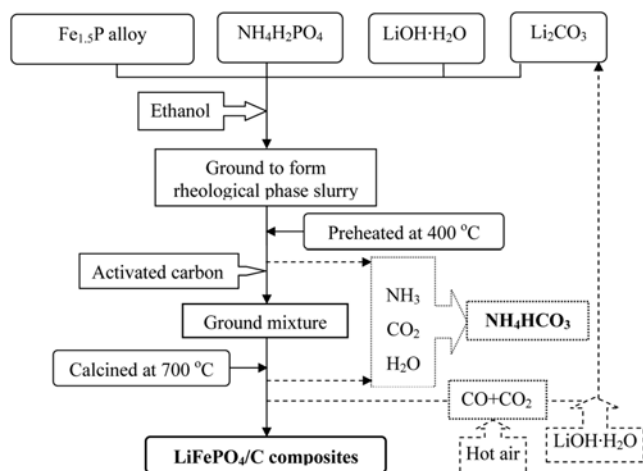 Fe₁.₅P alloy
NH₄H₂PO₄
LiOH·H₂O
Li₂CO₃
Ethanol
Ground to form
rheological phase slurry
Preheated at 400 °C
Activated carbon
NH₃
CO₂
H₂O
NH₄HCO₃
Ground mixture
Calcined at 700 °C
CO+CO₂
Hot air
LiOH·H₂O
LiFePO₄/C composites